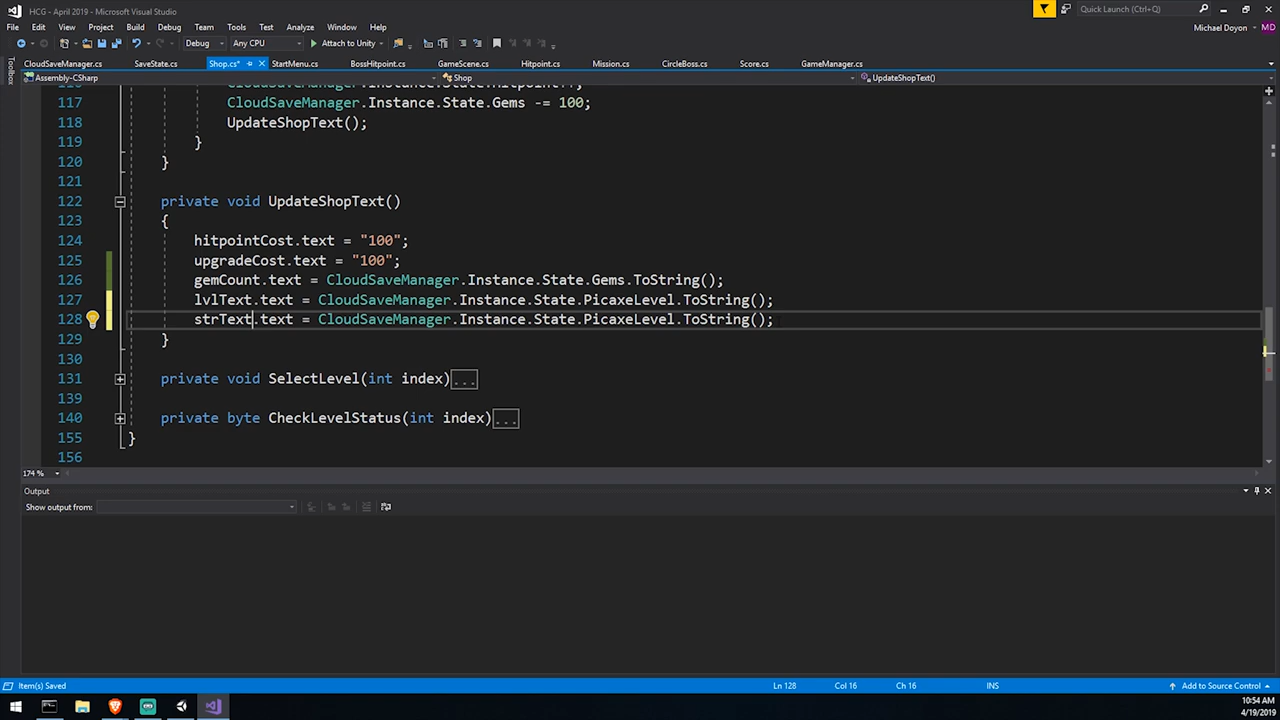 HCG - April 2019 - Microsoft Visual Studio
Quick Launch (Ctrl+Q)
File Edit View Project Build Debug Team Tools Test Analyze Window Help
Michael Doyon MD
Debug Any CPU Attach to Unity
Toolbox
CloudSaveManager.cs SaveState.cs Shop.cs* StartMenu.cs BossHitpoint.cs GameScene.cs Hitpoint.cs Mission.cs CircleBoss.cs Score.cs GameManager.cs
Assembly-CSharp Shop UpdateShopText()
116 CloudSaveManager.Instance.State.Hitpoint++;
117 CloudSaveManager.Instance.State.Gems -= 100;
118 UpdateShopText();
119 }
120 }
121
122 private void UpdateShopText()
123 {
124 hitpointCost.text = "100";
125 upgradeCost.text = "100";
126 gemCount.text = CloudSaveManager.Instance.State.Gems.ToString();
127 lvlText.text = CloudSaveManager.Instance.State.PicaxeLevel.ToString();
128 strText.text = CloudSaveManager.Instance.State.PicaxeLevel.ToString();
129 }
130
131 private void SelectLevel(int index)...
139
140 private byte CheckLevelStatus(int index)...
155 }
156
174 %
Output
Show output from:
Item(s) Saved Ln 128 Col 16 Ch 16 INS Add to Source Control
10:54 AM
4/19/2019